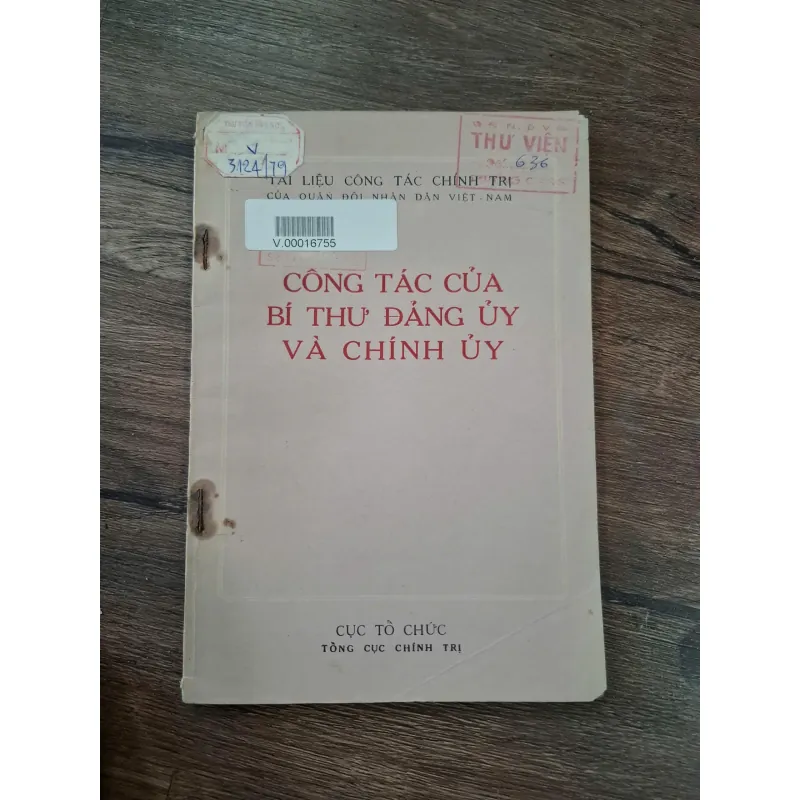 V
3124/79
THƯ VIỆN
636
TÀI LIỆU CÔNG TÁC CHÍNH TRỊ
CỦA QUÂN ĐỘI NHÂN DÂN VIỆT-NAM
V.00016755
CÔNG TÁC CỦA
BÍ THƯ ĐẢNG ỦY
VÀ CHÍNH ỦY
CỤC TỔ CHỨC
TỔNG CỤC CHÍNH TRỊ